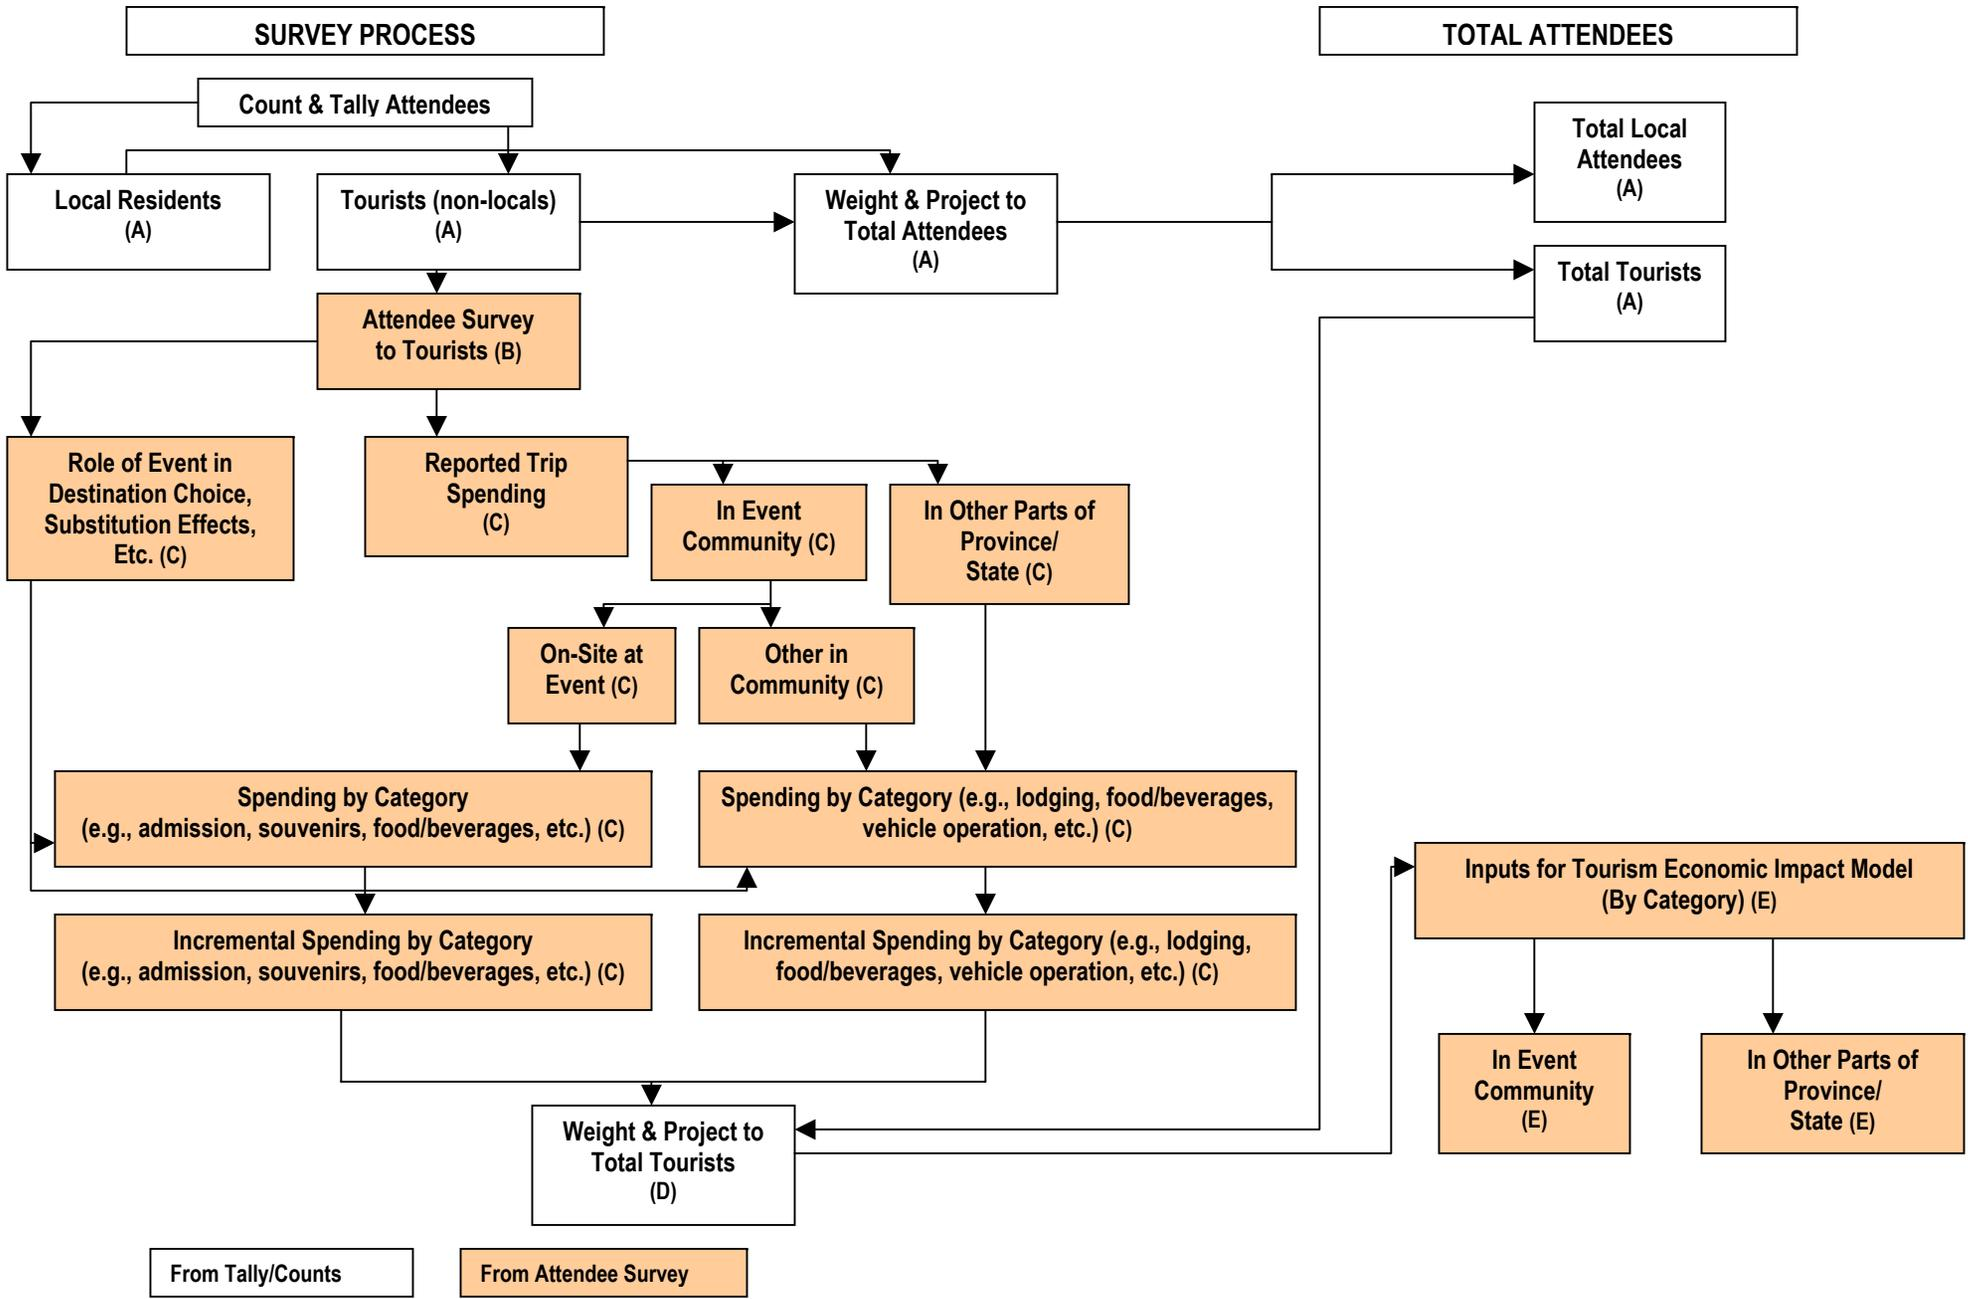 SURVEY PROCESS
TOTAL ATTENDEES
Count & Tally Attendees
Total Local
Attendees
(A)
Local Residents
(A)
Tourists (non-locals)
(A)
Weight & Project to
Total Attendees
(A)
Total Tourists
(A)
Attendee Survey
to Tourists (B)
Role of Event in
Destination Choice,
Substitution Effects,
Etc. (C)
Reported Trip
Spending
(C)
In Event
Community (C)
In Other Parts of
Province/
State (C)
On-Site at
Event (C)
Other in
Community (C)
Spending by Category
(e.g., admission, souvenirs, food/beverages, etc.) (C)
Spending by Category (e.g., lodging, food/beverages,
vehicle operation, etc.) (C)
Inputs for Tourism Economic Impact Model
(By Category) (E)
Incremental Spending by Category
(e.g., admission, souvenirs, food/beverages, etc.) (C)
Incremental Spending by Category (e.g., lodging,
food/beverages, vehicle operation, etc.) (C)
In Event
Community
(E)
In Other Parts of
Province/
State (E)
Weight & Project to
Total Tourists
(D)
From Tally/Counts
From Attendee Survey